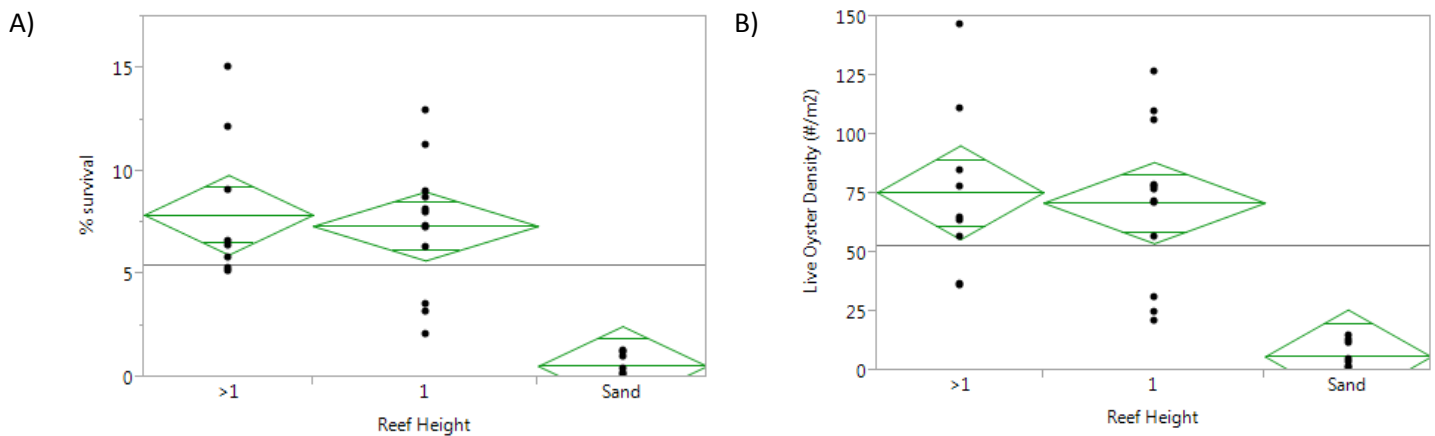 A)
% survival
15
10
5
0
>1
1
Sand
Reef Height
B)
Live Oyster Density (#/m2)
150
125
100
75
50
25
0
>1
1
Sand
Reef Height